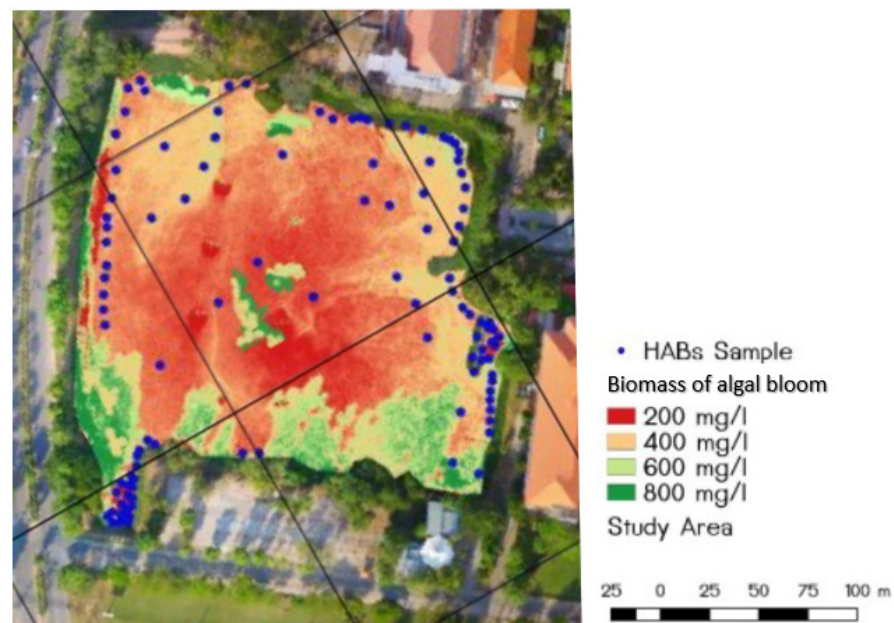 HABs Sample
Biomass of algal bloom
200 mg/l
400 mg/l
600 mg/l
800 mg/l
Study Area
25 0 25 50 75 100 m